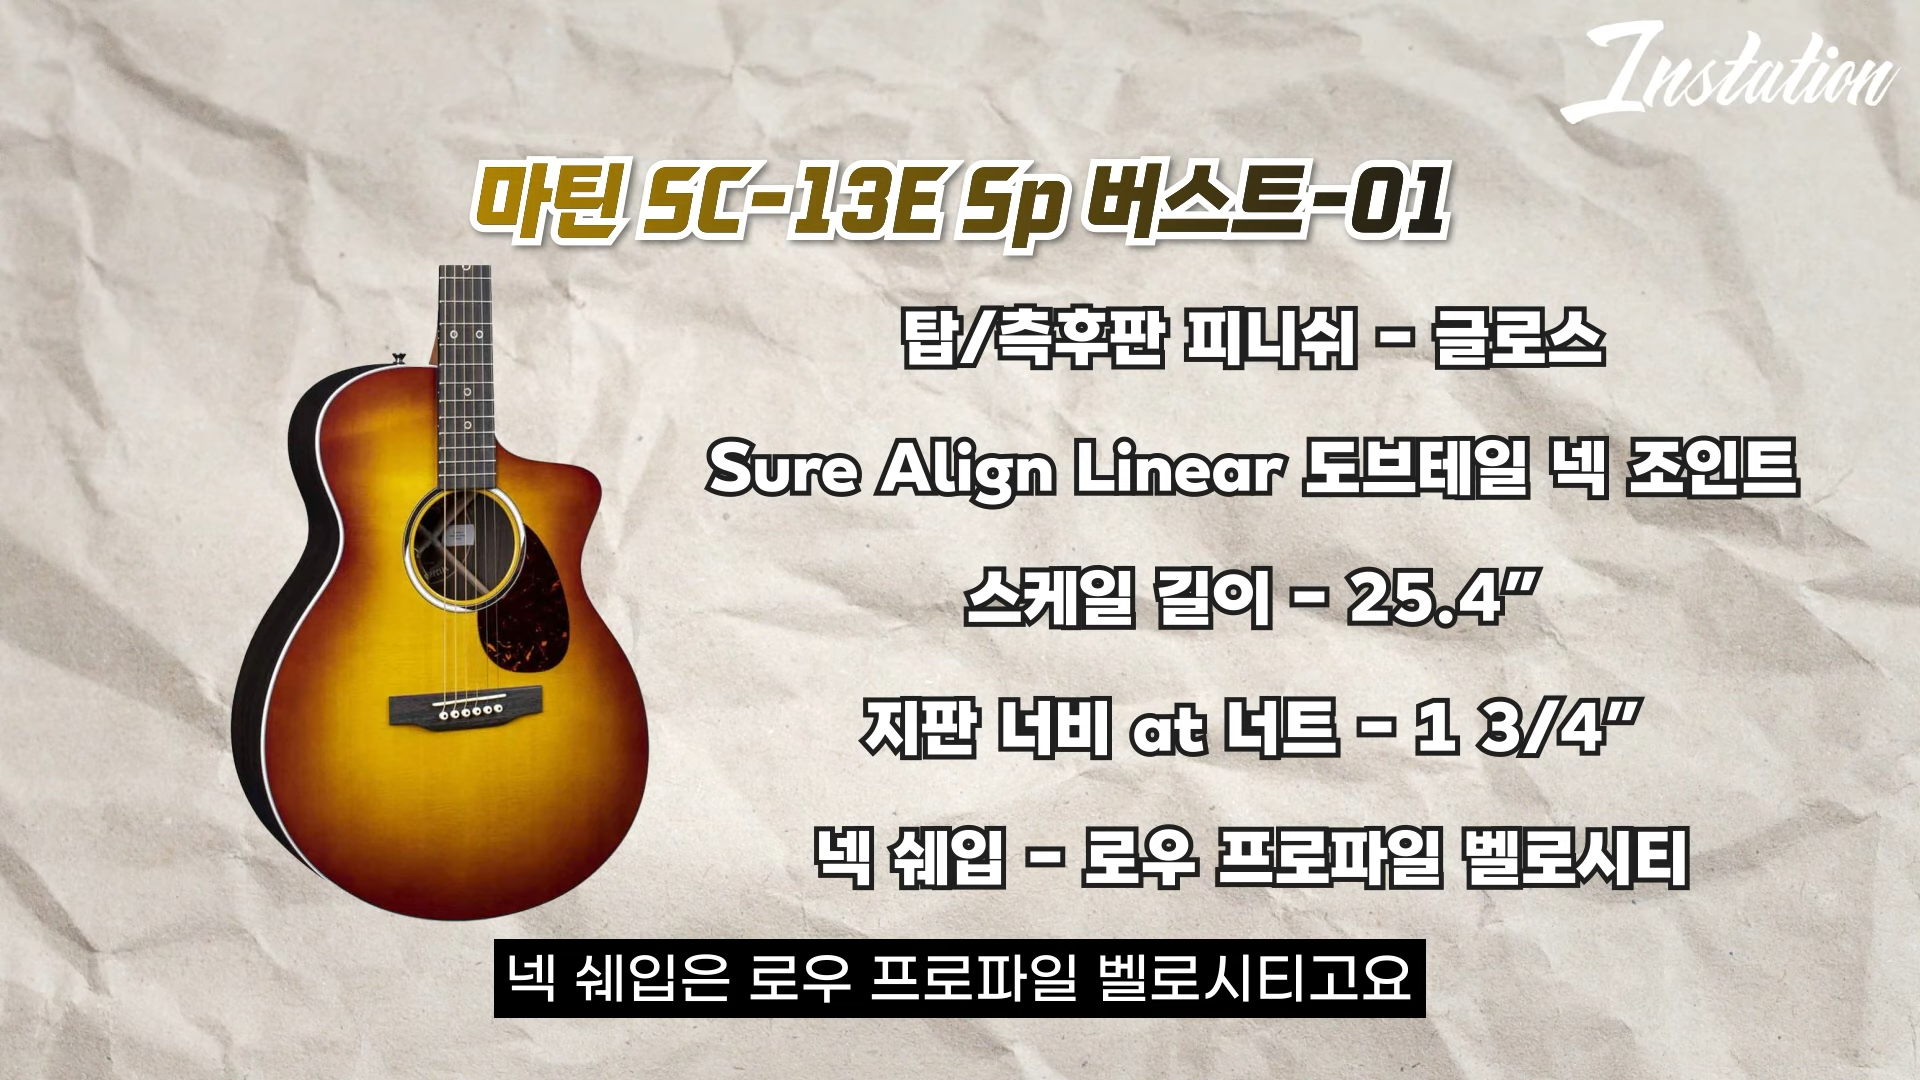 Instation
마틴 SC-13E Sp 버스트-01
탑/측후판 피니쉬 - 글로스
Sure Align Linear 도브테일 넥 조인트
스케일 길이 - 25.4"
지판 너비 at 너트 - 1 3/4"
넥 쉐입 - 로우 프로파일 벨로시티
넥 쉐입은 로우 프로파일 벨로시티고요